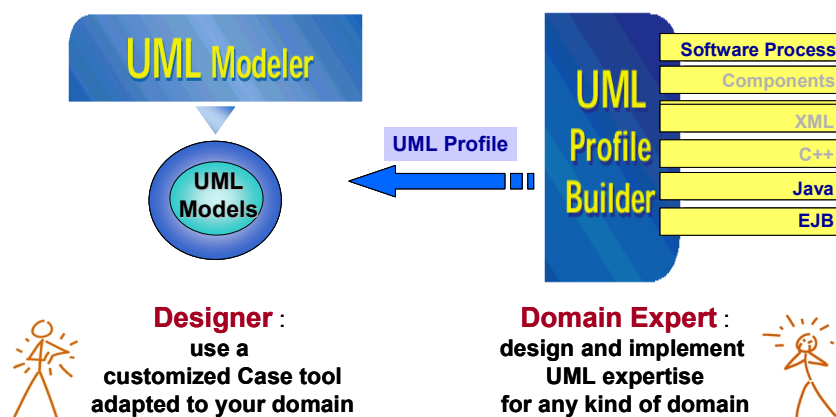 UML Modeler
UML
Models
UML Profile
UML
Profile
Builder
Software Process
Components
XML
C++
Java
EJB
Designer :
use a
customized Case tool
adapted to your domain
Domain Expert :
design and implement
UML expertise
for any kind of domain